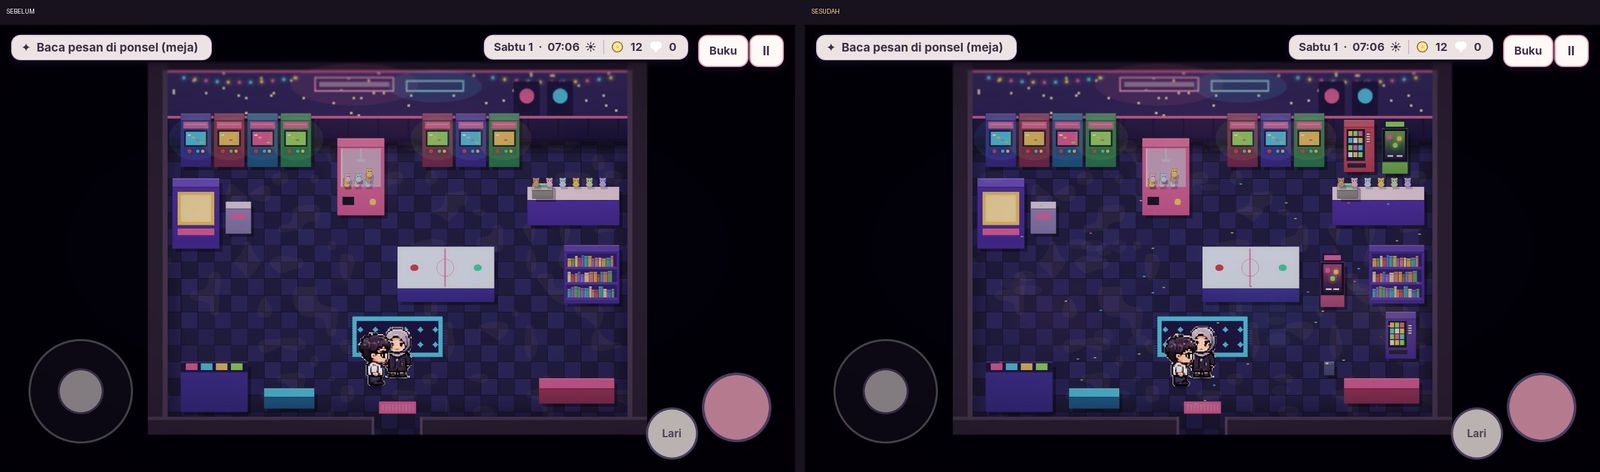 SEBELUM
✦ Baca pesan di ponsel (meja)
Sabtu 1 · 07:06 ☀ 12 0
Buku
Lari
SESUDAH
✦ Baca pesan di ponsel (meja)
Sabtu 1 · 07:06 ☀ 12 0
Buku
Lari